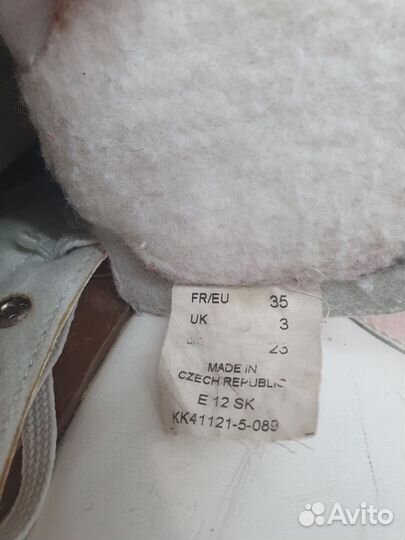 FR/EU 35
UK 3
23
MADE IN
CZECH REPUBLIC
E 12 SK
KK41121-5-089
Avito